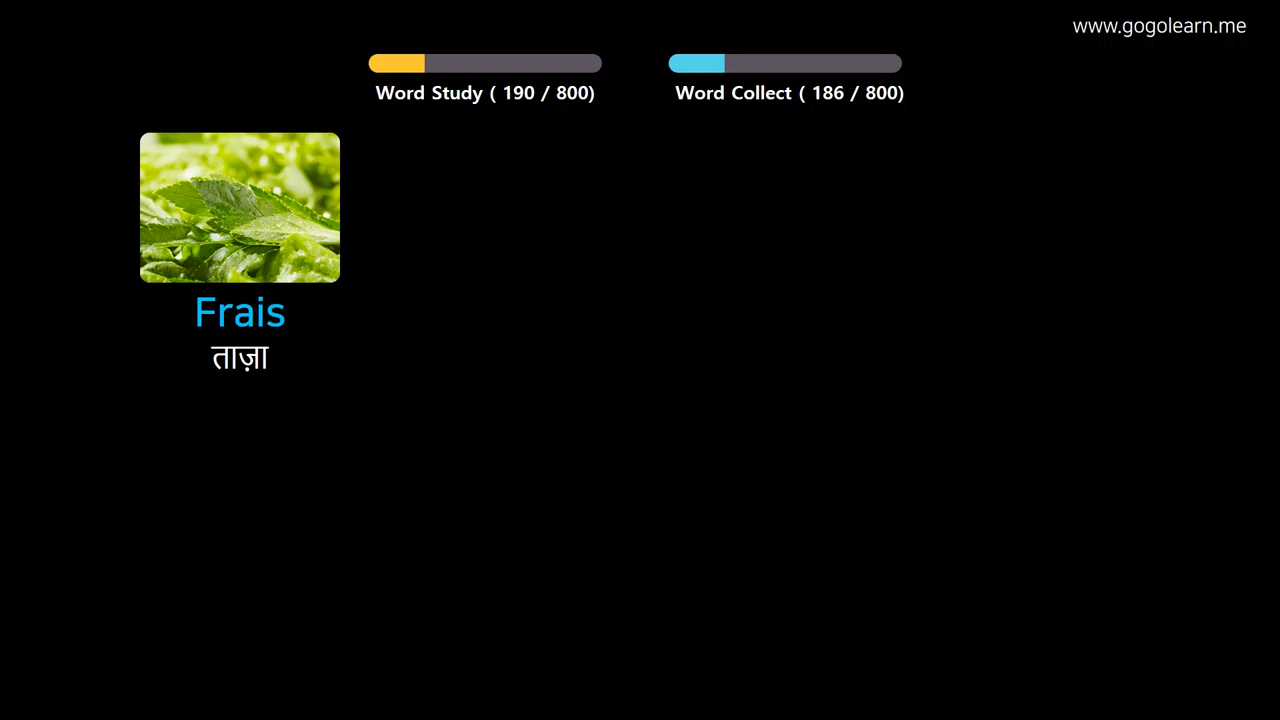 www.gogolearn.me
Word Study ( 190 / 800)
Word Collect ( 186 / 800)
Frais
ताज़ा